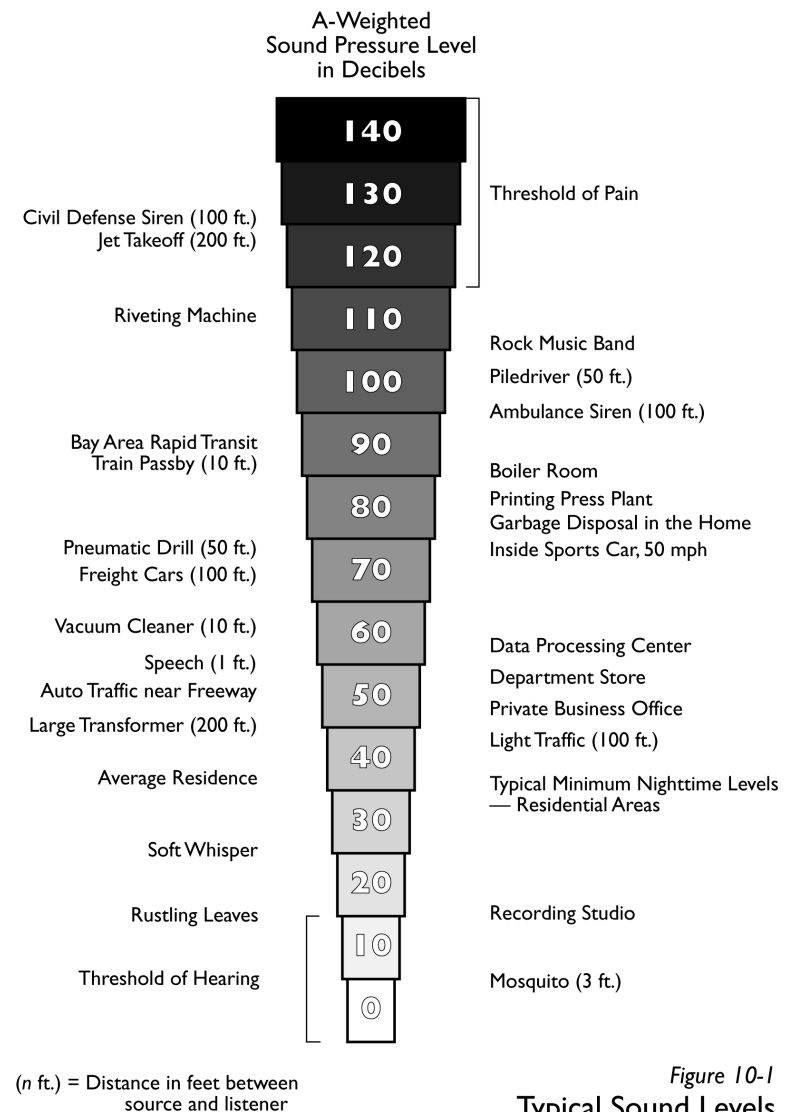 A-Weighted
Sound Pressure Level
in Decibels
140
130
Threshold of Pain
Civil Defense Siren (100 ft.)
Jet Takeoff (200 ft.)
120
Riveting Machine
110
Rock Music Band
100
Piledriver (50 ft.)
Ambulance Siren (100 ft.)
Bay Area Rapid Transit
Train Passby (10 ft.)
90
Boiler Room
80
Printing Press Plant
Garbage Disposal in the Home
Pneumatic Drill (50 ft.)
Inside Sports Car, 50 mph
Freight Cars (100 ft.)
70
Vacuum Cleaner (10 ft.)
60
Data Processing Center
Speech (1 ft.)
Department Store
Auto Traffic near Freeway
50
Private Business Office
Large Transformer (200 ft.)
Light Traffic (100 ft.)
40
Average Residence
Typical Minimum Nighttime Levels
— Residential Areas
30
Soft Whisper
20
Rustling Leaves
Recording Studio
10
Threshold of Hearing
Mosquito (3 ft.)
0
(n ft.) = Distance in feet between
source and listener
Figure 10-1
Typical Sound Levels